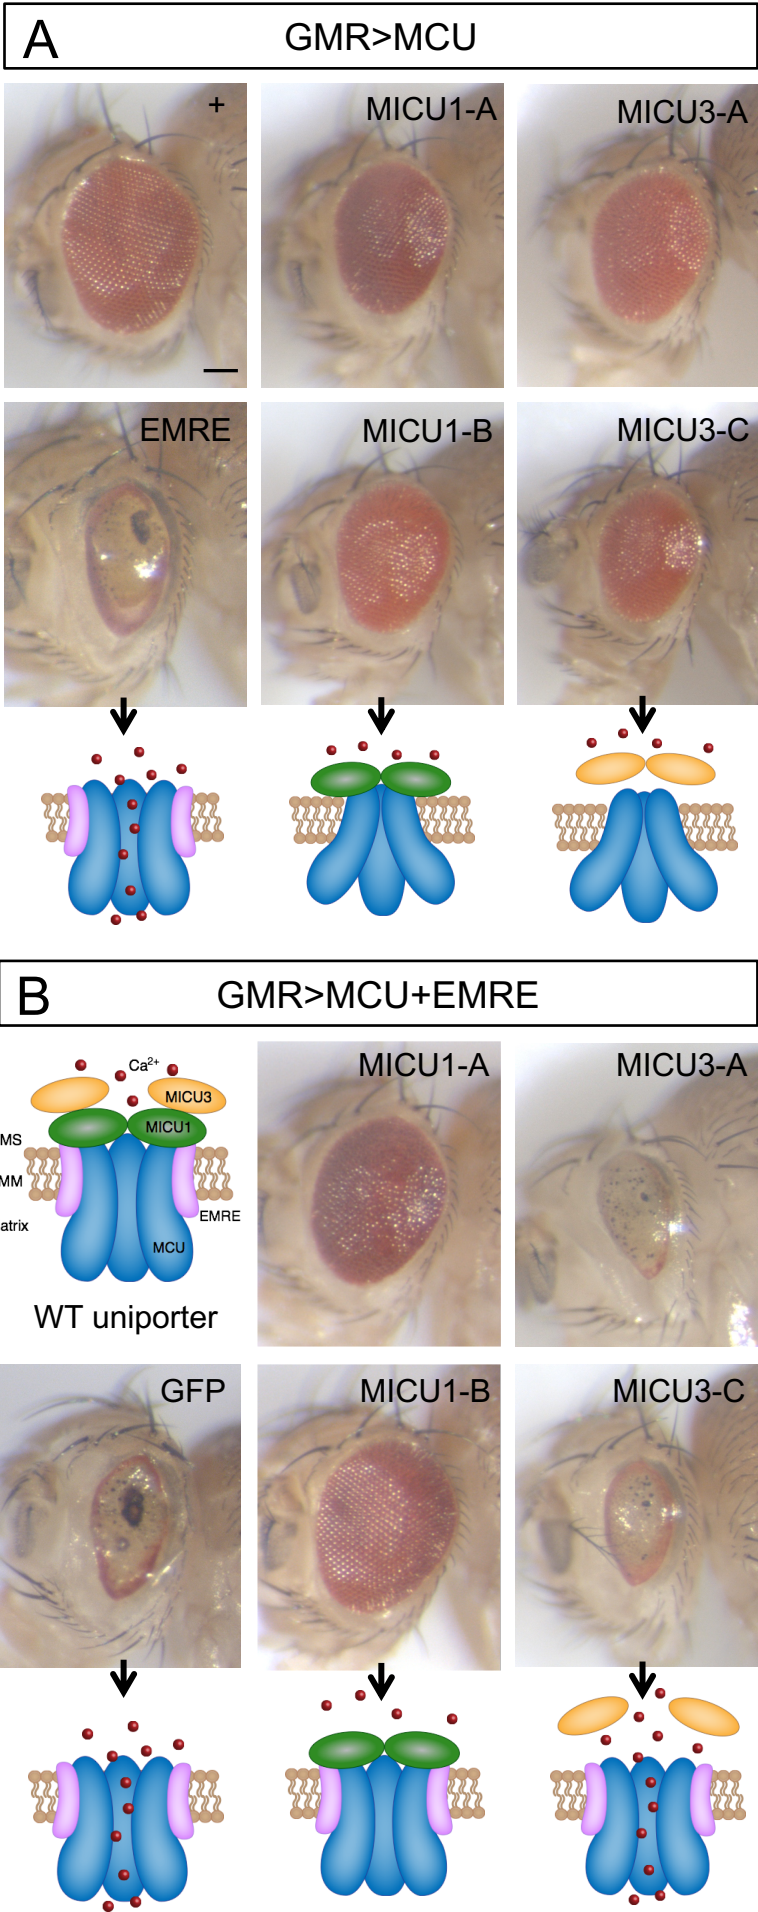 A
GMR>MCU
+
MICU1-A
MICU3-A
EMRE
MICU1-B
MICU3-C
B
GMR>MCU+EMRE
Ca2+
MICU3
MICU1
MS
MM
atrix
EMRE
MCU
WT uniporter
MICU1-A
MICU3-A
GFP
MICU1-B
MICU3-C